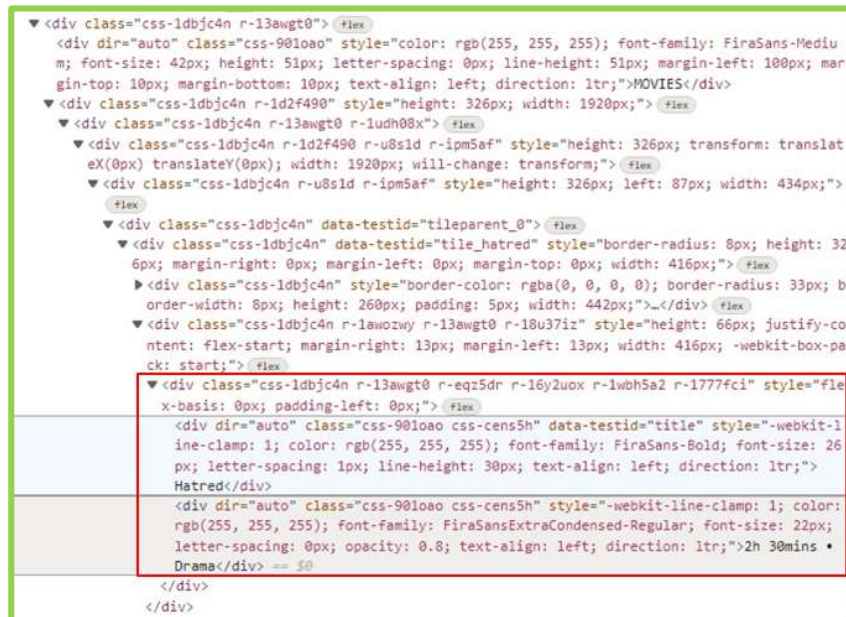 ▼<div class="css-1dbjc4n r-13awgt0"> flex
<div dir="auto" class="css-901oao" style="color: rgb(255, 255, 255); font-family: FiraSans-Mediu
m; font-size: 42px; height: 51px; letter-spacing: 0px; line-height: 51px; margin-left: 100px; mar
gin-top: 10px; margin-bottom: 10px; text-align: left; direction: ltr;">MOVIES</div>
▼<div class="css-1dbjc4n r-1d2f490" style="height: 326px; width: 1920px;"> flex
▼<div class="css-1dbjc4n r-13awgt0 r-1udh08x"> flex
▼<div class="css-1dbjc4n r-1d2f490 r-u8s1d r-ipm5af" style="height: 326px; transform: translat
eX(0px) translateY(0px); width: 1920px; will-change: transform;"> flex
▼<div class="css-1dbjc4n r-u8s1d r-ipm5af" style="height: 326px; left: 87px; width: 434px;">
flex
▼<div class="css-1dbjc4n" data-testid="tileparent_0"> flex
▼<div class="css-1dbjc4n" data-testid="tile_hatred" style="border-radius: 8px; height: 32
6px; margin-right: 0px; margin-left: 0px; margin-top: 0px; width: 416px;"> flex
▶<div class="css-1dbjc4n" style="border-color: rgba(0, 0, 0, 0); border-radius: 33px; b
order-width: 8px; height: 260px; padding: 5px; width: 442px;">…</div> flex
▼<div class="css-1dbjc4n r-1awozwy r-13awgt0 r-18u37iz" style="height: 66px; justify-co
ntent: flex-start; margin-right: 13px; margin-left: 13px; width: 416px; -webkit-box-pa
ck: start;"> flex
▼<div class="css-1dbjc4n r-13awgt0 r-eqz5dr r-16y2uox r-1wbh5a2 r-1777fci" style="fle
x-basis: 0px; padding-left: 0px;"> flex
<div dir="auto" class="css-901oao css-cens5h" data-testid="title" style="-webkit-l
ine-clamp: 1; color: rgb(255, 255, 255); font-family: FiraSans-Bold; font-size: 26
px; letter-spacing: 1px; line-height: 30px; text-align: left; direction: ltr;">
Hatred</div>
<div dir="auto" class="css-901oao css-cens5h" style="-webkit-line-clamp: 1; color:
rgb(255, 255, 255); font-family: FiraSansExtraCondensed-Regular; font-size: 22px;
letter-spacing: 0px; opacity: 0.8; text-align: left; direction: ltr;">2h 30mins •
Drama</div> == $0
</div>
</div>